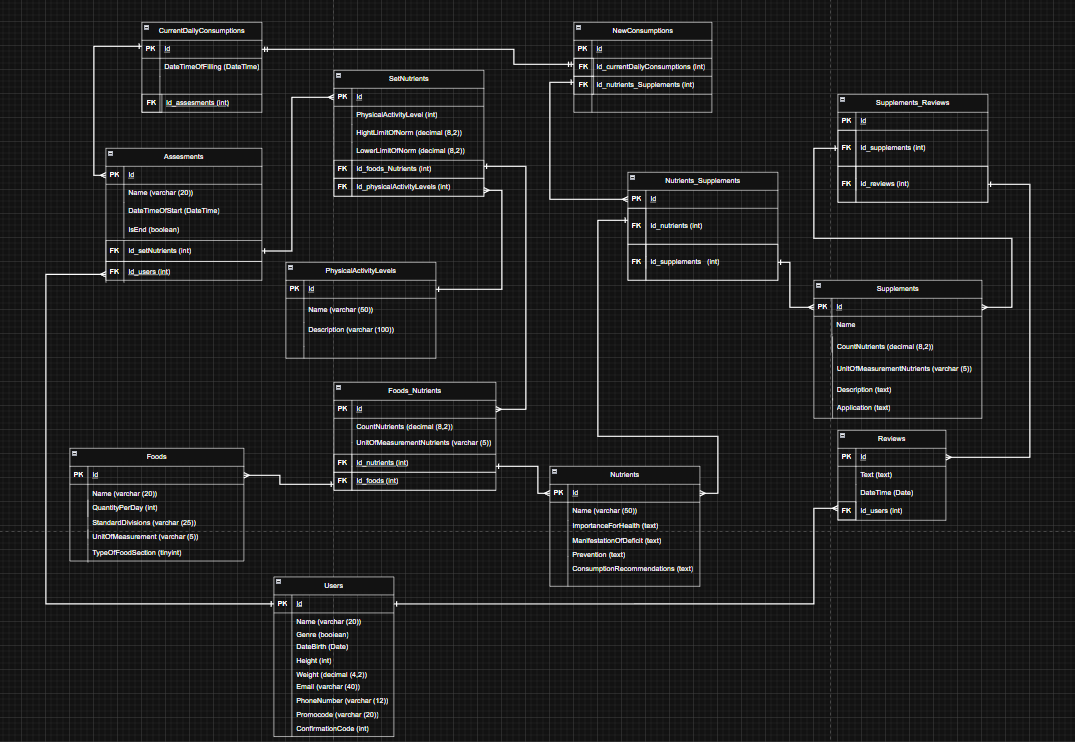 CurrentDailyConsumptions
PK Id
DateTimeOfFilling (DateTime)
FK Id_assesments (int)
NewConsumptions
PK Id
FK Id_currentDailyConsumptions (int)
FK Id_nutrients_Supplements (int)
SetNutrients
PK Id
PhysicalActivityLevel (int)
HightLimitOfNorm (decimal (8,2))
LowerLimitOfNorm (decimal (8,2))
FK Id_foods_Nutrients (int)
FK Id_physicalActivityLevels (int)
Supplements_Reviews
PK Id
FK Id_supplements (int)
FK Id_reviews (int)
Assesments
PK Id
Name (varchar (20))
DateTimeOfStart (DateTime)
IsEnd (boolean)
FK Id_setNutrients (int)
FK Id_users (int)
Nutrients_Supplements
PK Id
FK Id_nutrients (int)
FK Id_supplements (int)
PhysicalActivityLevels
PK Id
Name (varchar (50))
Description (varchar (100))
Supplements
PK Id
Name
CountNutrients (decimal (8,2))
UnitOfMeasurementNutrients (varchar (5))
Description (text)
Application (text)
Foods_Nutrients
PK Id
CountNutrients (decimal (8,2))
UnitOfMeasurementNutrients (varchar (5))
FK Id_nutrients (int)
FK Id_foods (int)
Reviews
PK Id
Text (text)
DateTime (Date)
FK Id_users (int)
Foods
PK Id
Name (varchar (20))
QuantityPerDay (int)
StandardDivisions (varchar (25))
UnitOfMeasurement (varchar (5))
TypeOfFoodSection (tinyint)
Nutrients
PK Id
Name (varchar (50))
ImportanceForHealth (text)
ManifestationOfDeficit (text)
Prevention (text)
ConsumptionRecommendations (text)
Users
PK Id
Name (varchar (20))
Genre (boolean)
DateBirth (Date)
Height (int)
Weight (decimal (4,2))
Email (varchar (40))
PhoneNumber (varchar (12))
Promocode (varchar (20))
ConfirmationCode (int)